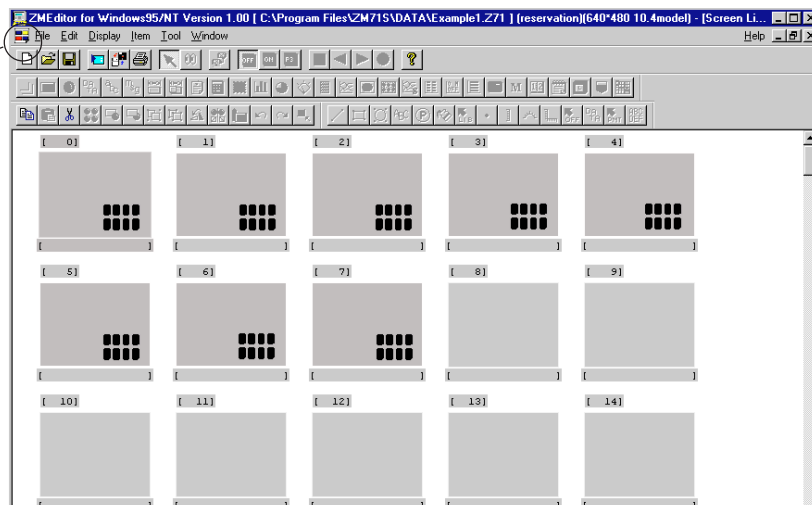 ZMEditor for Windows95/NT Version 1.00 [ C:\Program Files\ZM71S\DATA\Example1.Z71 ] (reservation)(640*480 10.4model) - [Screen Li...
File Edit Display Item Tool Window Help
OFF ON
[ 0] [ 1] [ 2] [ 3] [ 4]
[ ] [ ] [ ] [ ] [ ]
[ 5] [ 6] [ 7] [ 8] [ 9]
[ ] [ ] [ ] [ ] [ ]
[ 10] [ 11] [ 12] [ 13] [ 14]